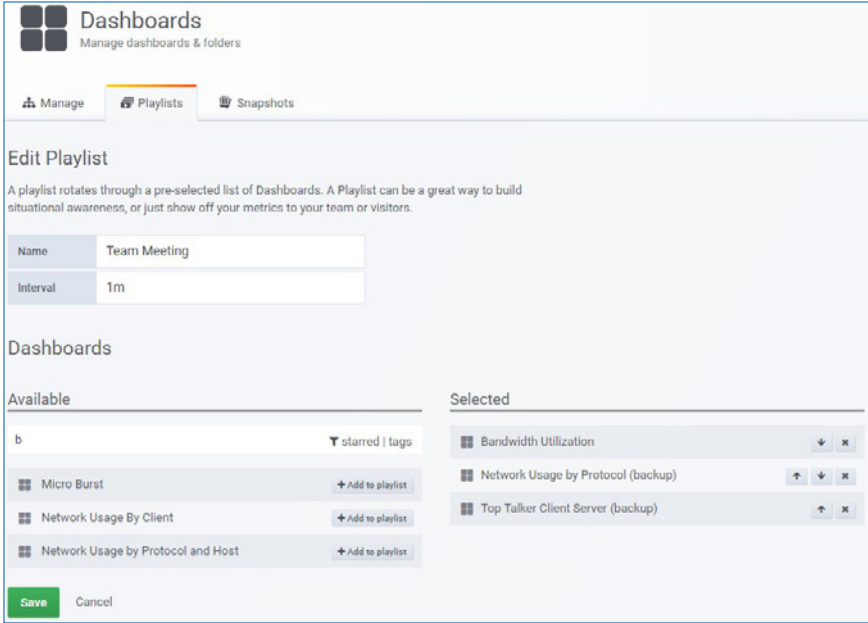 Dashboards
Manage dashboards & folders
Manage
Playlists
Snapshots
Edit Playlist
A playlist rotates through a pre-selected list of Dashboards. A Playlist can be a great way to build
situational awareness, or just show off your metrics to your team or visitors.
Name
Team Meeting
Interval
1m
Dashboards
Available
b
starred | tags
Micro Burst
+ Add to playlist
Network Usage By Client
+ Add to playlist
Network Usage by Protocol and Host
+ Add to playlist
Selected
Bandwidth Utilization
Network Usage by Protocol (backup)
Top Talker Client Server (backup)
Save
Cancel